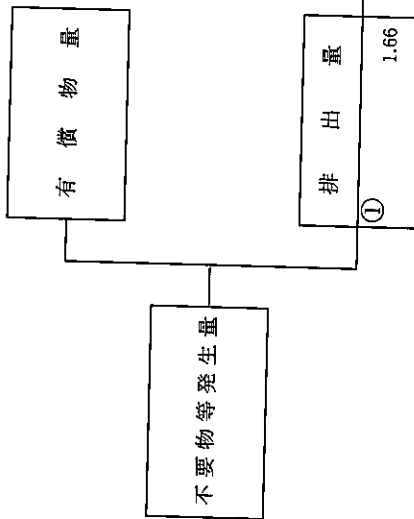 不要物等発生量
有償物量
排出量
①
1.66